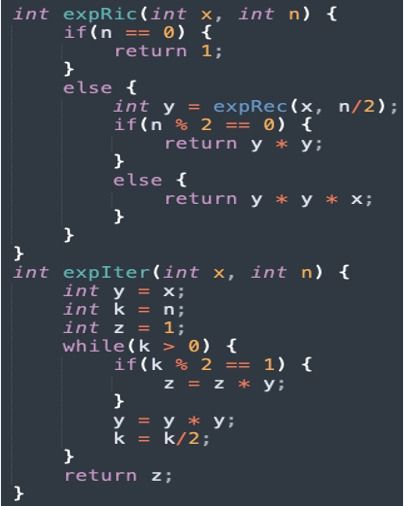 int expRic(int x, int n) {
    if(n == 0) {
        return 1;
    }
    else {
        int y = expRec(x, n/2);
        if(n % 2 == 0) {
            return y * y;
        }
        else {
            return y * y * x;
        }
    }
}
int expIter(int x, int n) {
    int y = x;
    int k = n;
    int z = 1;
    while(k > 0) {
        if(k % 2 == 1) {
            z = z * y;
        }
        y = y * y;
        k = k/2;
    }
    return z;
}